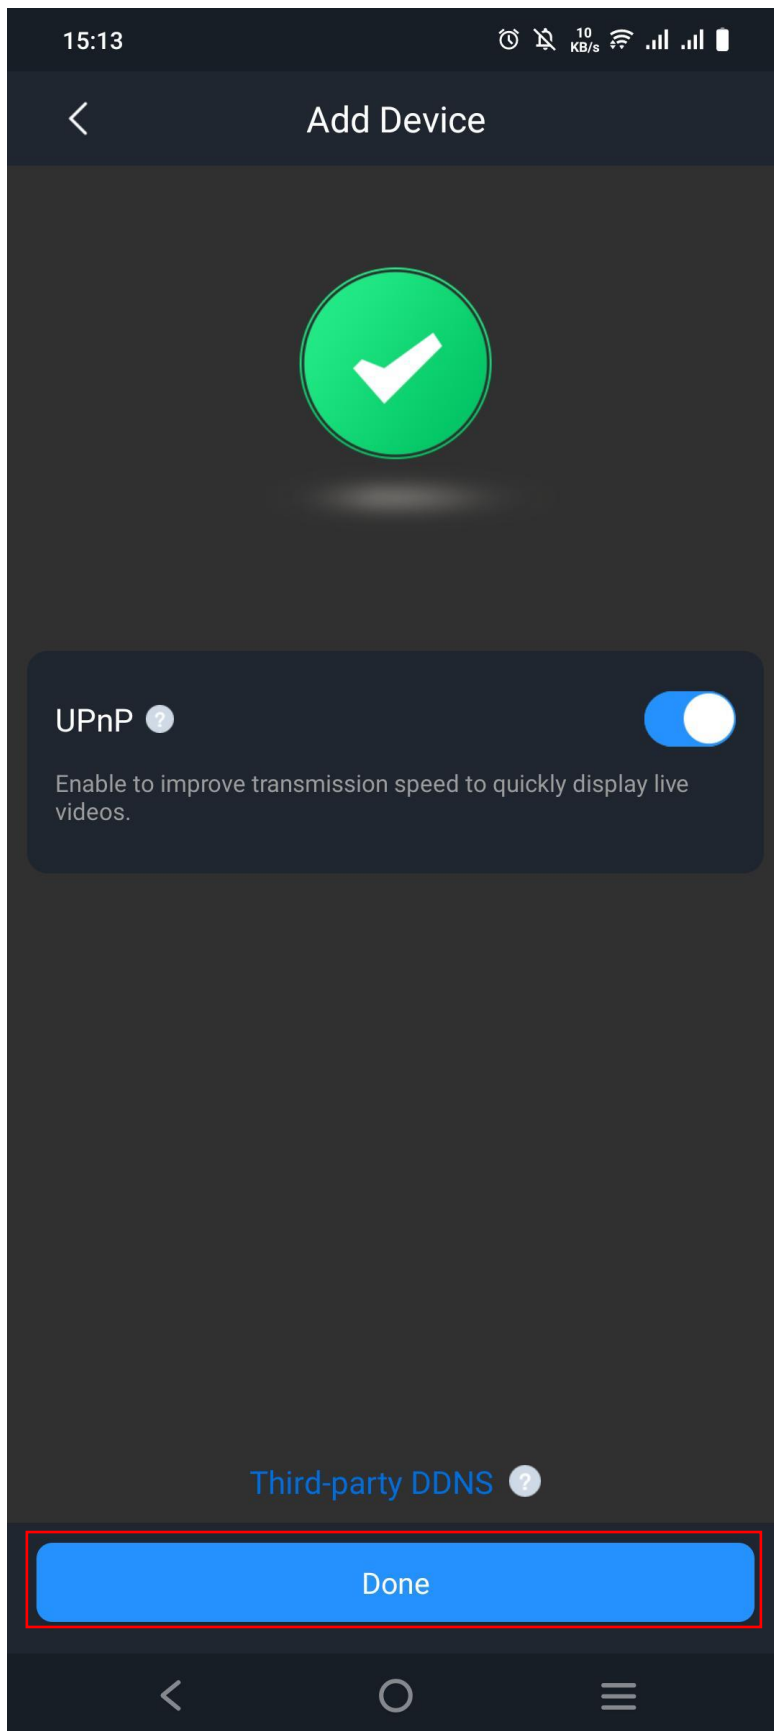 15:13
10
KB/s
Add Device
UPnP ?
Enable to improve transmission speed to quickly display live
videos.
Third-party DDNS ?
Done